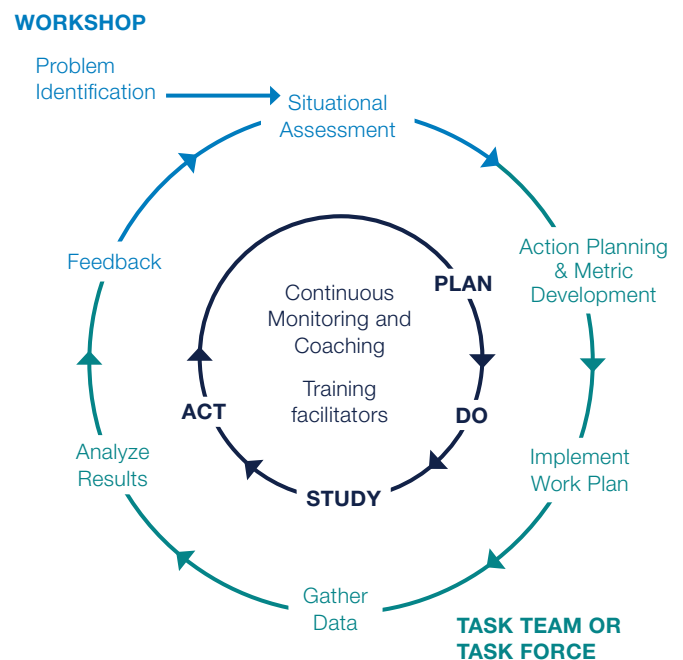 WORKSHOP
Problem
Identification
Situational
Assessment
Action Planning
& Metric
Development
Implement
Work Plan
Gather
Data
Analyze
Results
Feedback
PLAN
DO
STUDY
ACT
Continuous
Monitoring and
Coaching
Training
facilitators
TASK TEAM OR
TASK FORCE